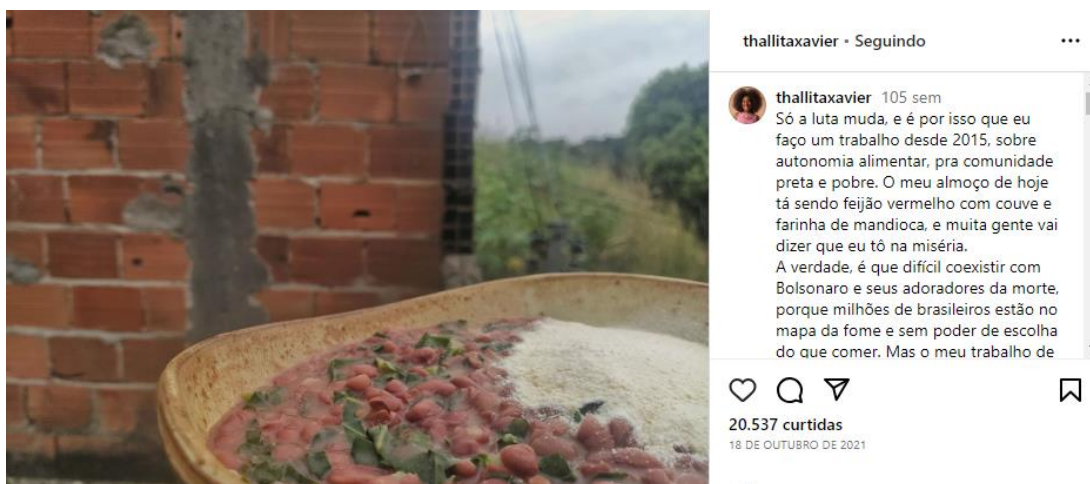 thallitaxavier • Seguindo
thallitaxavier 105 sem
Só a luta muda, e é por isso que eu
faço um trabalho desde 2015, sobre
autonomia alimentar, pra comunidade
preta e pobre. O meu almoço de hoje
tá sendo feijão vermelho com couve e
farinha de mandioca, e muita gente vai
dizer que eu tô na miséria.
A verdade, é que difícil coexistir com
Bolsonaro e seus adoradores da morte,
porque milhões de brasileiros estão no
mapa da fome e sem poder de escolha
do que comer. Mas o meu trabalho de
20.537 curtidas
18 DE OUTUBRO DE 2021